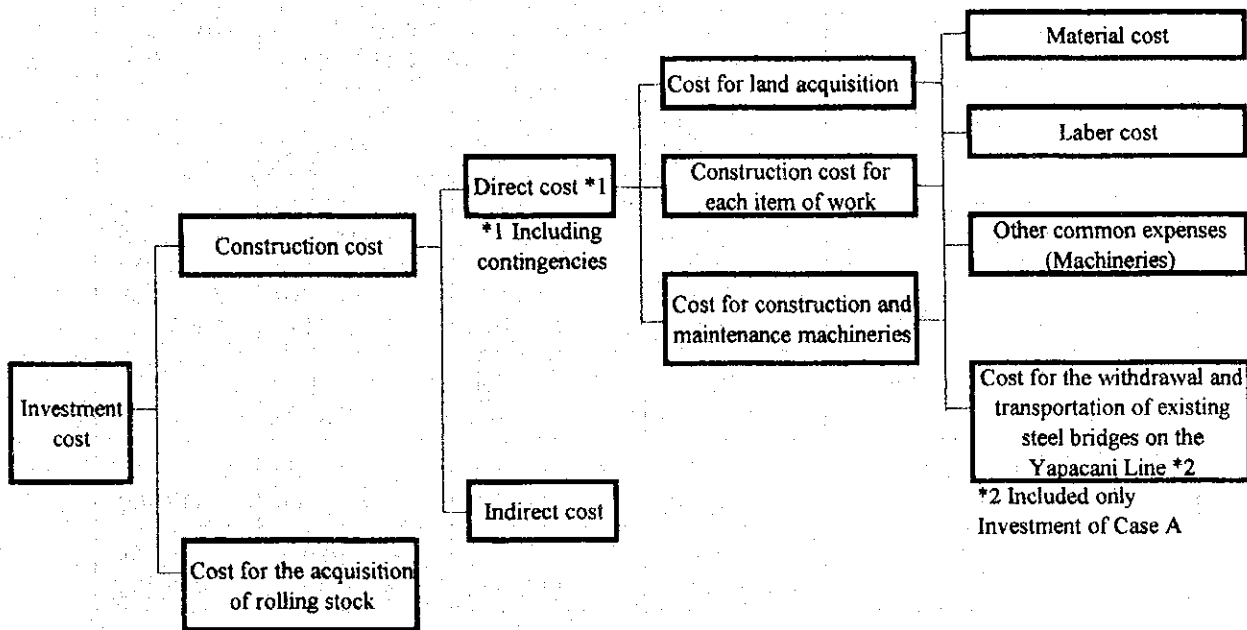 Investment
cost
Construction cost
Cost for the acquisition
of rolling stock
Direct cost *1
*1 Including
contingencies
Indirect cost
Cost for land acquisition
Construction cost for
each item of work
Cost for construction and
maintenance machineries
Material cost
Laber cost
Other common expenses
(Machineries)
Cost for the withdrawal and
transportation of existing
steel bridges on the
Yapacani Line *2
*2 Included only
Investment of Case A